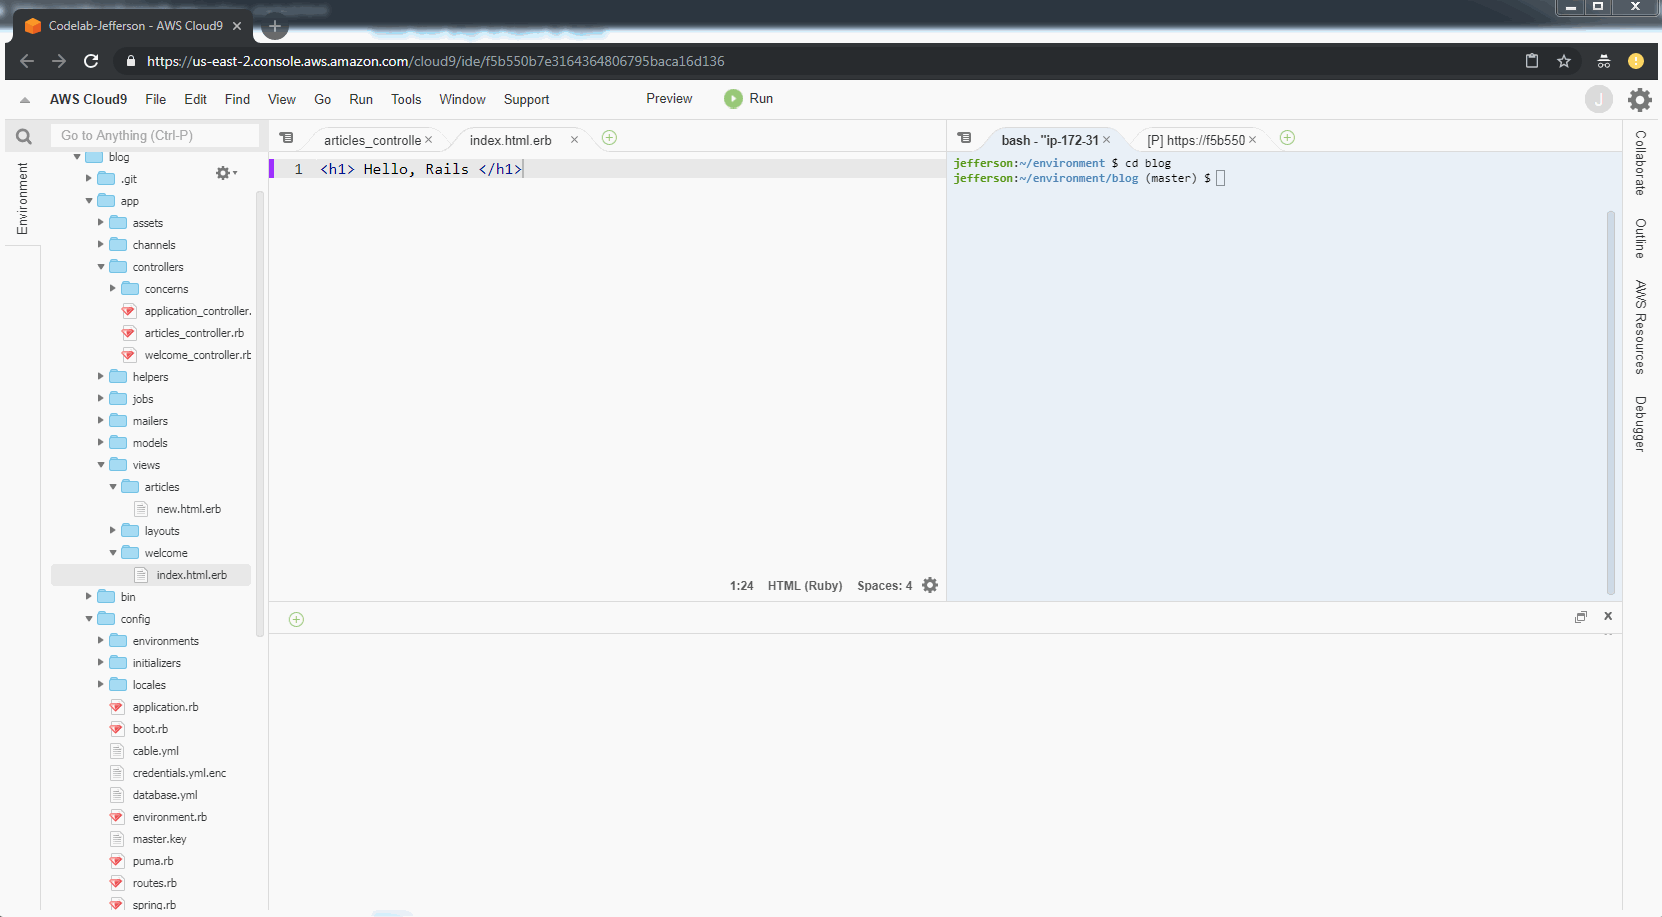 Codelab-Jefferson - AWS Cloud9
https://us-east-2.console.aws.amazon.com/cloud9/ide/f5b550b7e3164364806795baca16d136
AWS Cloud9 File Edit Find View Go Run Tools Window Support Preview Run J
Go to Anything (Ctrl-P)
articles_controlle
index.html.erb
bash - "ip-172-31
[P] https://f5b550
Environment
blog
.git
app
assets
channels
controllers
concerns
application_controller.
articles_controller.rb
welcome_controller.rb
helpers
jobs
mailers
models
views
articles
new.html.erb
layouts
welcome
index.html.erb
bin
config
environments
initializers
locales
application.rb
boot.rb
cable.yml
credentials.yml.enc
database.yml
environment.rb
master.key
puma.rb
routes.rb
spring.rb
1 <h1> Hello, Rails </h1>
1:24 HTML (Ruby) Spaces: 4
jefferson:~/environment $ cd blog
jefferson:~/environment/blog (master) $
Collaborate
Outline
AWS Resources
Debugger